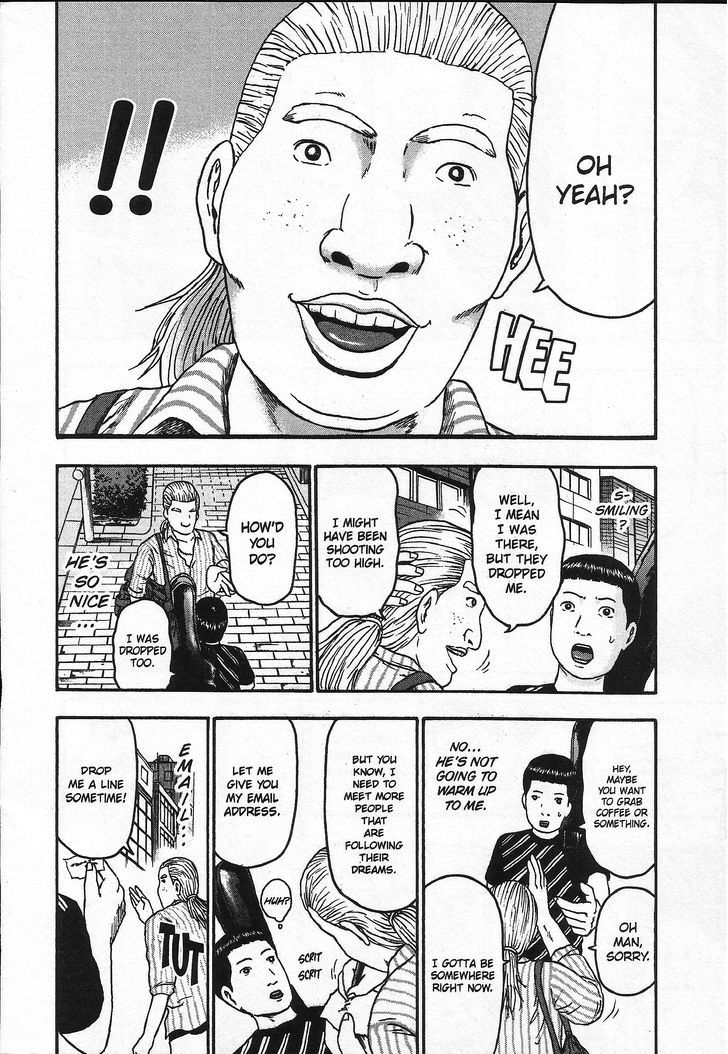 OH
YEAH?
!!
HEE
S-
SMILING
?
WELL,
I MEAN
I WAS
THERE,
BUT THEY
DROPPED
ME.
I MIGHT
HAVE BEEN
SHOOTING
TOO HIGH.
HOW'D
YOU
DO?
HE'S
SO
NICE
....
I WAS
DROPPED
TOO.
HEY,
MAYBE
YOU WANT
TO GRAB
COFFEE OR
SOMETHING.
NO...
HE'S NOT
GOING TO
WARM UP
TO ME.
OH
MAN,
SORRY.
I GOTTA BE
SOMEWHERE
RIGHT NOW.
BUT YOU
KNOW, I
NEED TO
MEET MORE
PEOPLE
THAT
ARE
FOLLOWING
THEIR
DREAMS.
LET ME
GIVE YOU
MY EMAIL
ADDRESS.
HUH?
SCRIT
SCRIT
EMAIL...
DROP
ME A LINE
SOMETIME!
TUT